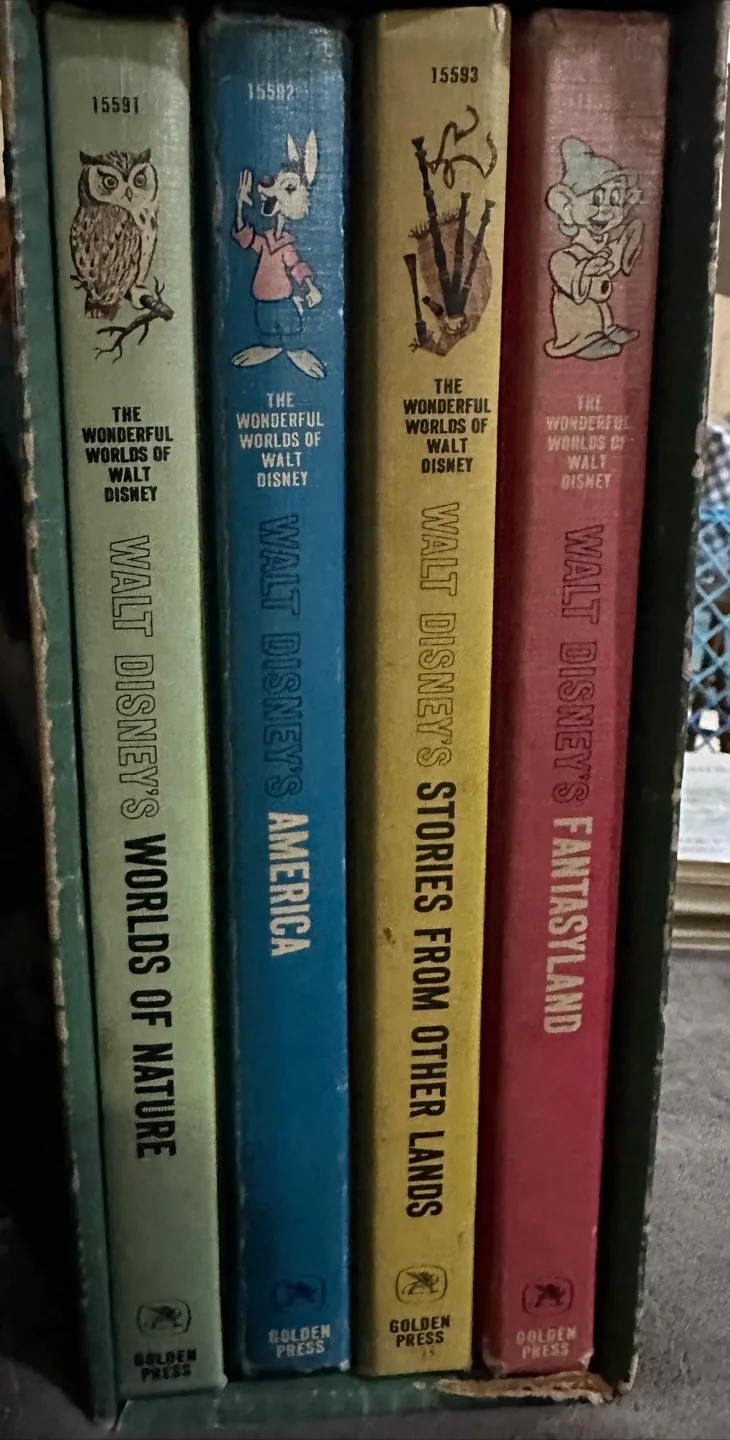 15591
THE
WONDERFUL
WORLDS OF
WALT
DISNEY
WALT DISNEY'S WORLDS OF NATURE
GOLDEN
PRESS
15592
THE
WONDERFUL
WORLDS OF
WALT
DISNEY
WALT DISNEY'S AMERICA
GOLDEN
PRESS
15593
THE
WONDERFUL
WORLDS OF
WALT
DISNEY
WALT DISNEY'S STORIES FROM OTHER LANDS
GOLDEN
PRESS
THE
WONDERFUL
WORLDS OF
WALT
DISNEY
WALT DISNEY'S FANTASYLAND
GOLDEN
PRESS